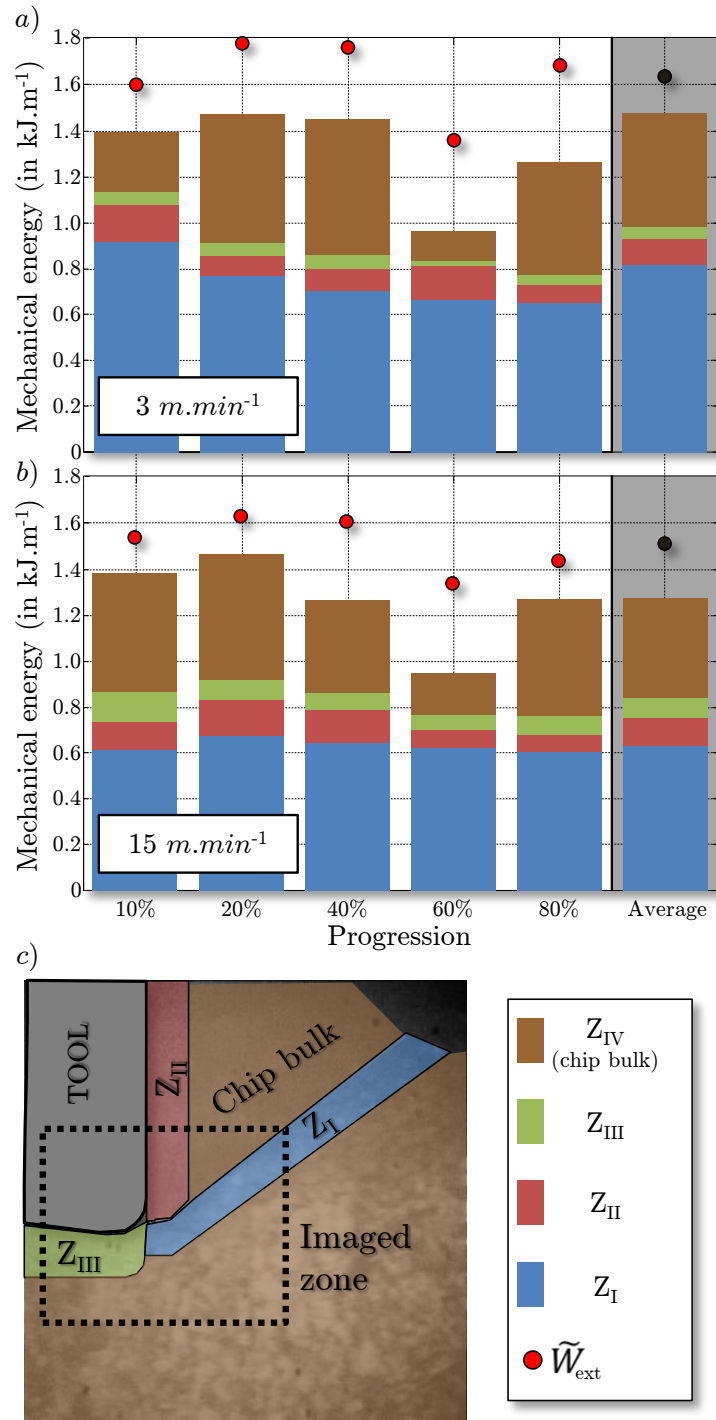 a)
Mechanical energy (in kJ.m-1)
1.8
1.6
1.4
1.2
1.0
0.8
0.6
0.4
0.2
0
3 m.min-1
b)
Mechanical energy (in kJ.m-1)
1.8
1.6
1.4
1.2
1.0
0.8
0.6
0.4
0.2
0
15 m.min-1
10% 20% 40% 60% 80% Average
Progression
c)
TOOL
ZII
Chip bulk
ZI
ZIII
Imaged
zone
ZIV
(chip bulk)
ZIII
ZII
ZI
W̃ext